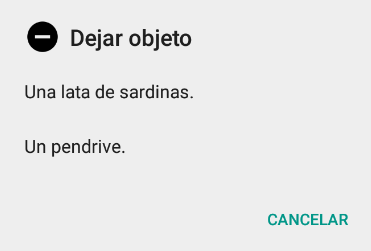 Dejar objeto
Una lata de sardinas.
Un pendrive.
CANCELAR